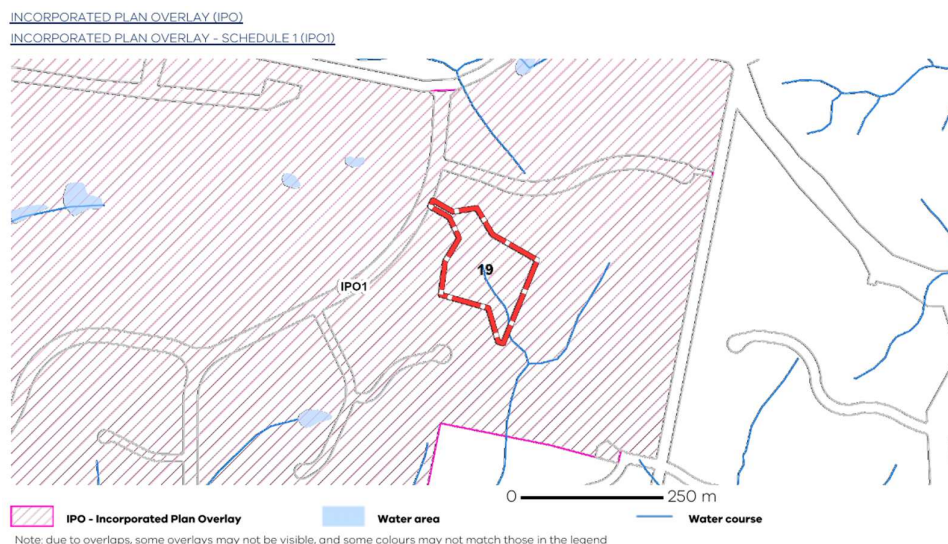 INCORPORATED PLAN OVERLAY (IPO)
INCORPORATED PLAN OVERLAY - SCHEDULE 1 (IPO1)
19
IPO1
0 250 m
IPO - Incorporated Plan Overlay Water area Water course
Note: due to overlaps, some overlays may not be visible, and some colours may not match those in the legend